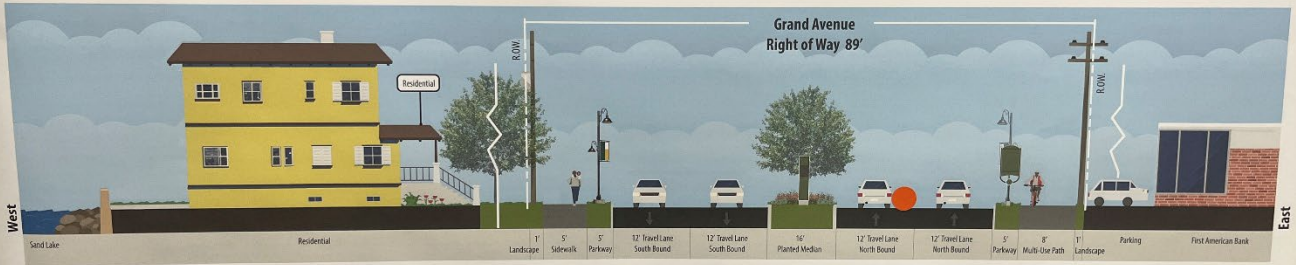 Grand Avenue
Right of Way 89'
R.O.W.
R.O.W.
Residential
West
East
Sand Lake
Residential
1'
Landscape
5'
Sidewalk
5'
Parkway
12' Travel Lane
South Bound
12' Travel Lane
South Bound
16'
Planted Median
12' Travel Lane
North Bound
12' Travel Lane
North Bound
5'
Parkway
8'
Multi-Use Path
1'
Landscape
Parking
First American Bank